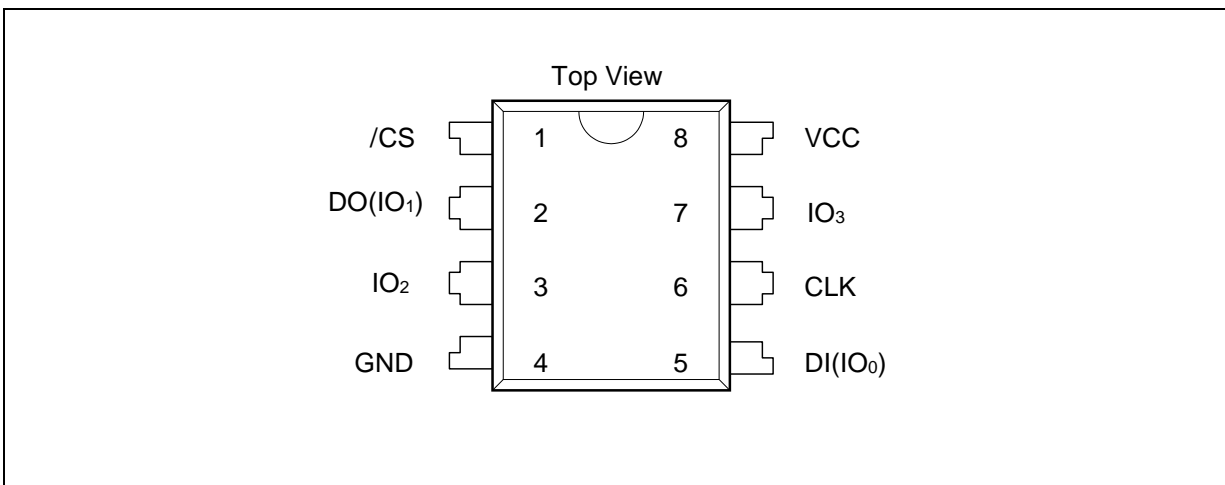 Top View
/CS 1 8 VCC
DO(IO₁) 2 7 IO₃
IO₂ 3 6 CLK
GND 4 5 DI(IO₀)